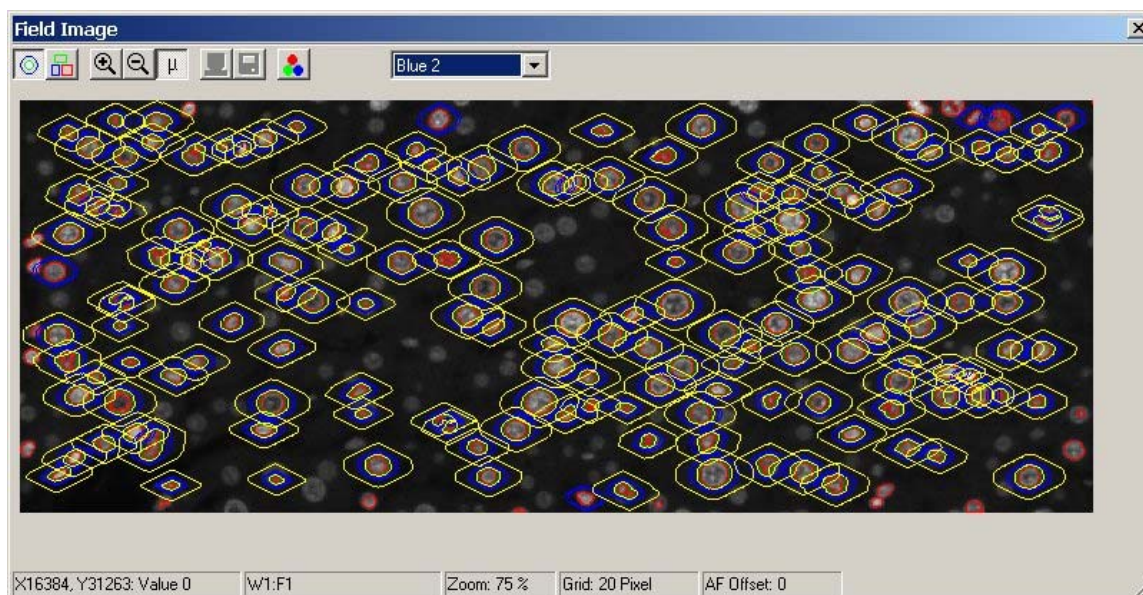 Field Image
µ
Blue 2
X16384, Y31263: Value 0
W1:F1
Zoom: 75 %
Grid: 20 Pixel
AF Offset: 0